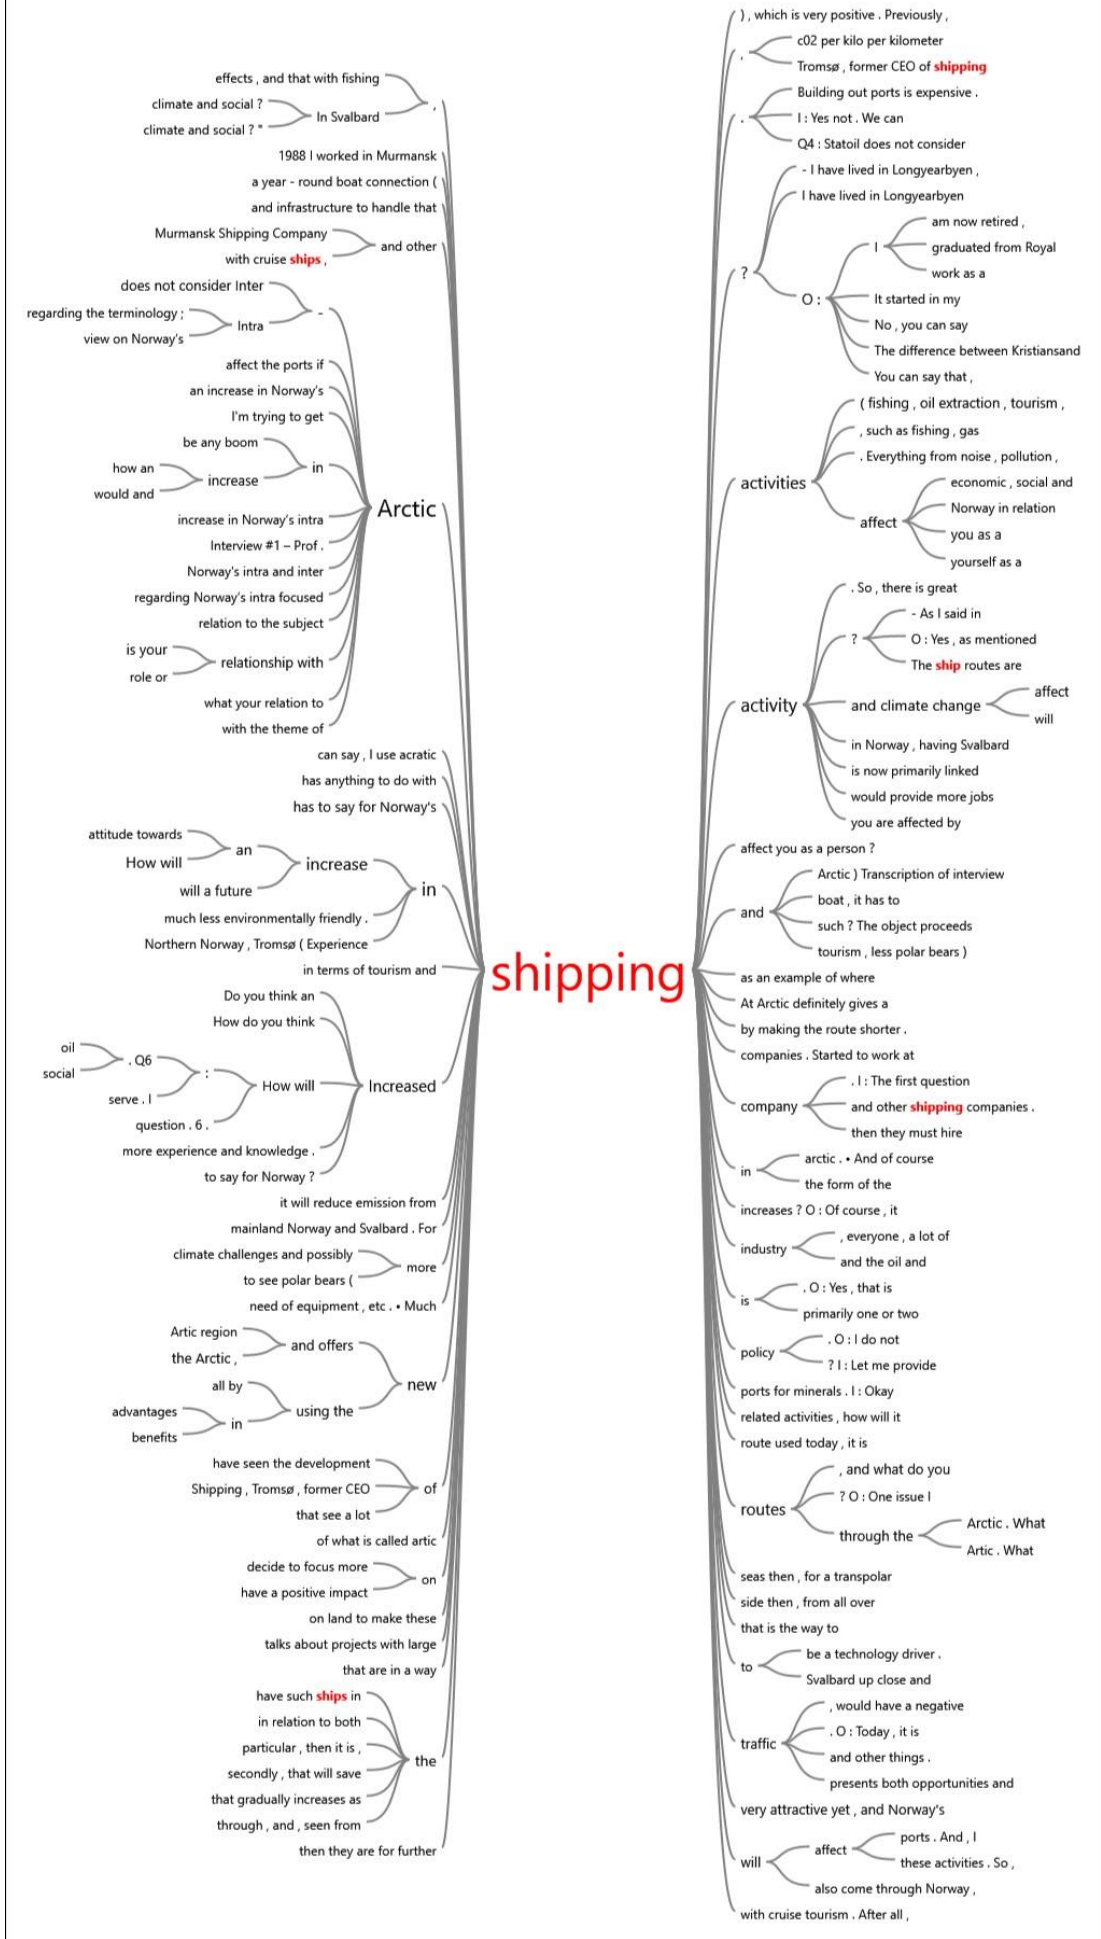 effects , and that with fishing
climate and social ?
In Svalbard
climate and social ? "
,
1988 I worked in Murmansk
a year - round boat connection (
and infrastructure to handle that
Murmansk Shipping Company
and other
with cruise ships ,
does not consider Inter
-
regarding the terminology :
Intra
view on Norway's
affect the ports if
an increase in Norway's
I'm trying to get
be any boom
in
how an
increase
would and
Arctic
increase in Norway's intra
Interview #1 – Prof .
Norway's intra and inter
regarding Norway's intra focused
relation to the subject
is your
relationship with
role or
what your relation to
with the theme of
can say , I use acratic
has anything to do with
has to say for Norway's
attitude towards
an
How will
increase
will a future
in
much less environmentally friendly .
Northern Norway , Tromsø ( Experience
in terms of tourism and
Do you think an
How do you think
oil
. Q6
social
:
How will
Increased
serve . I
question . 6 .
more experience and knowledge .
to say for Norway ?
it will reduce emission from
mainland Norway and Svalbard . For
climate challenges and possibly
more
to see polar bears (
need of equipment , etc . • Much
Artic region
and offers
the Arctic ,
new
all by
using the
advantages
in
benefits
have seen the development
Shipping , Tromsø , former CEO
of
that see a lot
of what is called artic
decide to focus more
on
have a positive impact
on land to make these
talks about projects with large
that are in a way
have such ships in
in relation to both
particular , then it is ,
the
secondly , that will save
that gradually increases as
through , and , seen from
then they are for further
shipping
) , which is very positive . Previously ,
,
c02 per kilo per kilometer
Tromsø , former CEO of shipping
.
Building out ports is expensive .
I : Yes not . We can
Q4 : Statoil does not consider
?
- I have lived in Longyearbyen ,
I have lived in Longyearbyen
O :
I
am now retired ,
graduated from Royal
work as a
It started in my
No , you can say
The difference between Kristiansand
You can say that ,
activities
( fishing , oil extraction , tourism ,
, such as fishing , gas
. Everything from noise , pollution ,
affect
economic , social and
Norway in relation
you as a
yourself as a
activity
. So , there is great
?
- As I said in
O : Yes , as mentioned
The ship routes are
and climate change
affect
will
in Norway , having Svalbard
is now primarily linked
would provide more jobs
you are affected by
affect you as a person ?
and
Arctic ) Transcription of interview
boat , it has to
such ? The object proceeds
tourism , less polar bears )
as an example of where
At Arctic definitely gives a
by making the route shorter .
companies . Started to work at
company
. I : The first question
and other shipping companies .
then they must hire
in
arctic . • And of course
the form of the
increases ? O : Of course , it
industry
, everyone , a lot of
and the oil and
is
. O : Yes , that is
primarily one or two
policy
. O : I do not
? I : Let me provide
ports for minerals . I : Okay
related activities , how will it
route used today , it is
routes
, and what do you
? O : One issue I
through the
Arctic . What
Artic . What
seas then , for a transpolar
side then , from all over
that is the way to
to
be a technology driver .
Svalbard up close and
traffic
, would have a negative
. O : Today , it is
and other things .
presents both opportunities and
very attractive yet , and Norway's
will
affect
ports . And , I
these activities . So ,
also come through Norway ,
with cruise tourism . After all ,